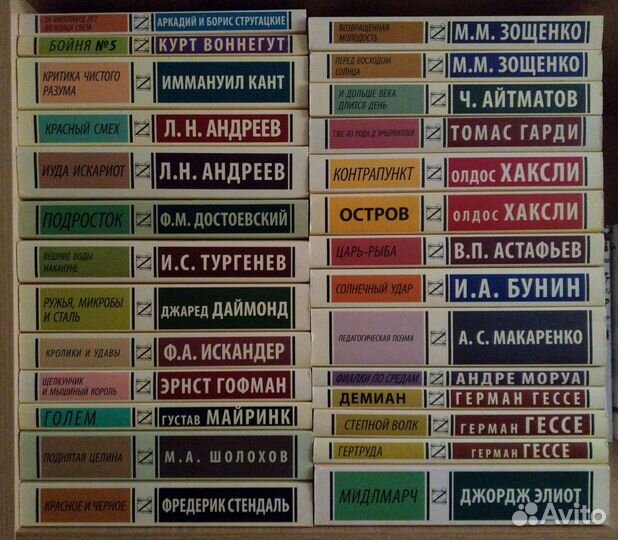 ЗА МИЛЛИАРД ЛЕТ
ДО КОНЦА СВЕТА
АРКАДИЙ И БОРИС СТРУГАЦКИЕ
БОЙНЯ №5
КУРТ ВОННЕГУТ
КРИТИКА ЧИСТОГО
РАЗУМА
ИММАНУИЛ КАНТ
КРАСНЫЙ СМЕХ
Л.Н. АНДРЕЕВ
ИУДА ИСКАРИОТ
Л.Н. АНДРЕЕВ
ПОДРОСТОК
Ф.М. ДОСТОЕВСКИЙ
ВЕШНИЕ ВОДЫ
НАКАНУНЕ
И.С. ТУРГЕНЕВ
РУЖЬЯ, МИКРОБЫ
И СТАЛЬ
ДЖАРЕД ДАЙМОНД
КРОЛИКИ И УДАВЫ
Ф.А. ИСКАНДЕР
ЩЕЛКУНЧИК
И МЫШИНЫЙ КОРОЛЬ
ЭРНСТ ГОФМАН
ГОЛЕМ
ГУСТАВ МАЙРИНК
ПОДНЯТАЯ ЦЕЛИНА
М.А. ШОЛОХОВ
КРАСНОЕ И ЧЕРНОЕ
ФРЕДЕРИК СТЕНДАЛЬ
ВОЗВРАЩЕННАЯ
МОЛОДОСТЬ
М.М. ЗОЩЕНКО
ПЕРЕД ВОСХОДОМ
СОЛНЦА
М.М. ЗОЩЕНКО
И ДОЛЬШЕ ВЕКА
ДЛИТСЯ ДЕНЬ
Ч. АЙТМАТОВ
ТЭСС ИЗ РОДА Д'ЭРБЕРВИЛЛЕЙ
ТОМАС ГАРДИ
КОНТРАПУНКТ
ОЛДОС ХАКСЛИ
ОСТРОВ
ОЛДОС ХАКСЛИ
ЦАРЬ-РЫБА
В.П. АСТАФЬЕВ
СОЛНЕЧНЫЙ УДАР
И.А. БУНИН
ПЕДАГОГИЧЕСКАЯ ПОЭМА
А.С. МАКАРЕНКО
ФИАЛКИ ПО СРЕДАМ
АНДРЕ МОРУА
ДЕМИАН
ГЕРМАН ГЕССЕ
СТЕПНОЙ ВОЛК
ГЕРМАН ГЕССЕ
ГЕРТРУДА
ГЕРМАН ГЕССЕ
МИДЛМАРЧ
ДЖОРДЖ ЭЛИОТ
Avito